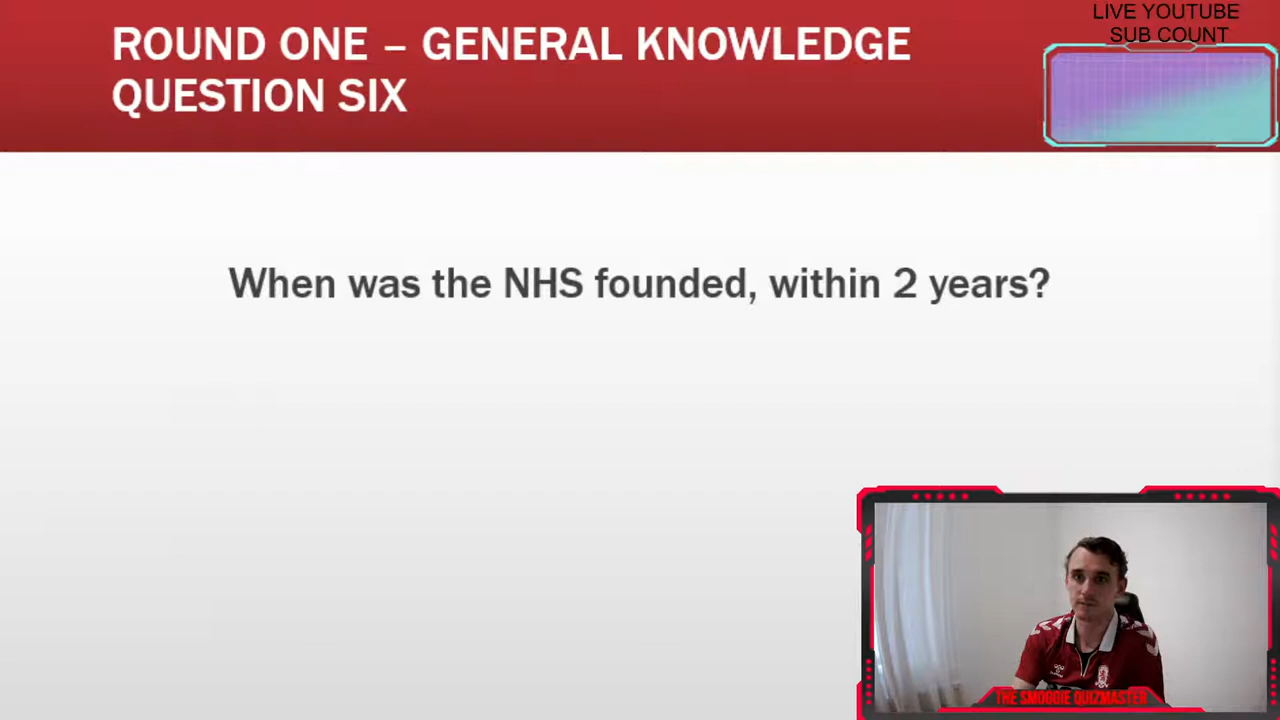 ROUND ONE – GENERAL KNOWLEDGE
QUESTION SIX
LIVE YOUTUBE
SUB COUNT
When was the NHS founded, within 2 years?
THE SMOGGIE QUIZMASTER